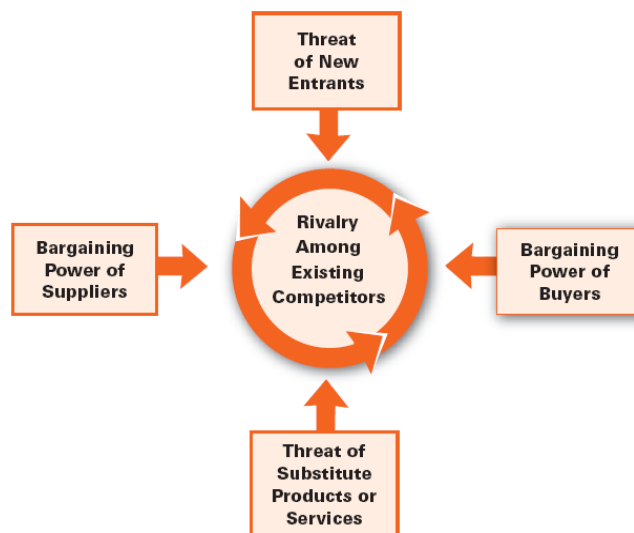 Threat
of New
Entrants
Rivalry
Among
Existing
Competitors
Bargaining
Power of
Suppliers
Bargaining
Power of
Buyers
Threat of
Substitute
Products or
Services